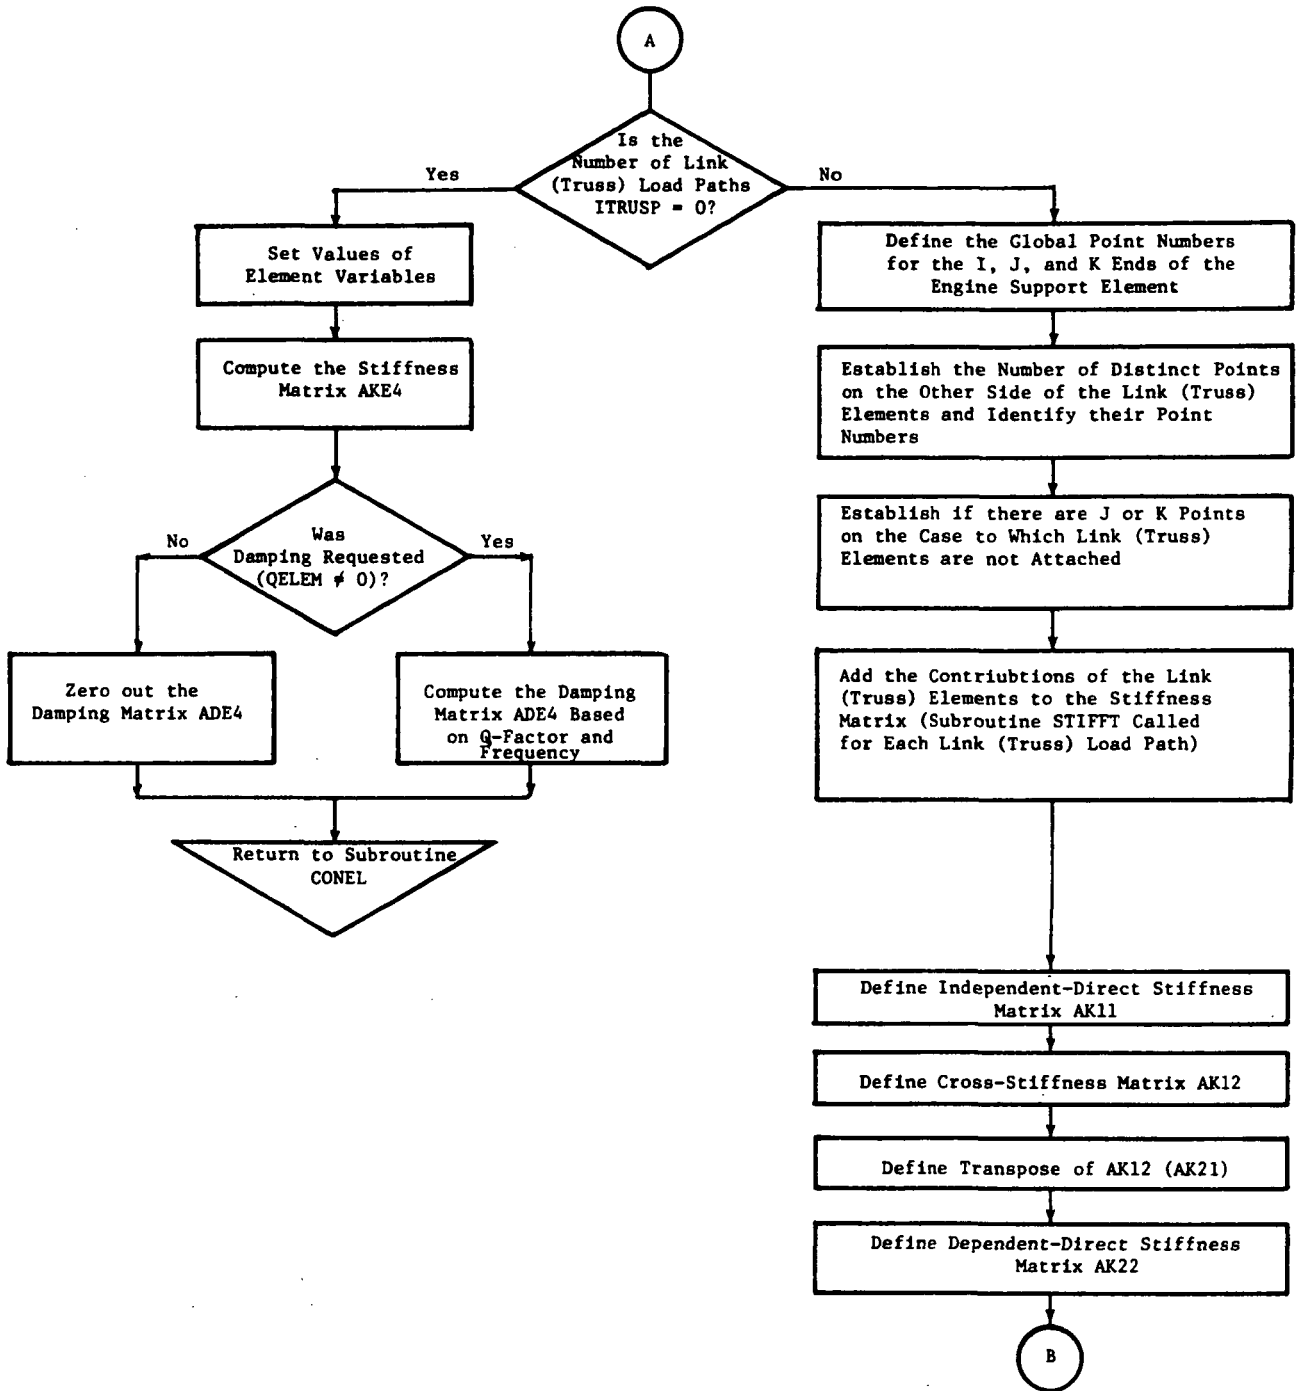 A
Is the
Number of Link
(Truss) Load Paths
ITRUSP = 0?
Yes
No
Set Values of
Element Variables
Compute the Stiffness
Matrix AKE4
Was
Damping Requested
(QELEM ≠ 0)?
No
Yes
Zero out the
Damping Matrix ADE4
Compute the Damping
Matrix ADE4 Based
on Q-Factor and
Frequency
Return to Subroutine
CONEL
Define the Global Point Numbers
for the I, J, and K Ends of the
Engine Support Element
Establish the Number of Distinct Points
on the Other Side of the Link (Truss)
Elements and Identify their Point
Numbers
Establish if there are J or K Points
on the Case to Which Link (Truss)
Elements are not Attached
Add the Contriubtions of the Link
(Truss) Elements to the Stiffness
Matrix (Subroutine STIFFT Called
for Each Link (Truss) Load Path)
Define Independent-Direct Stiffness
Matrix AK11
Define Cross-Stiffness Matrix AK12
Define Transpose of AK12 (AK21)
Define Dependent-Direct Stiffness
Matrix AK22
B